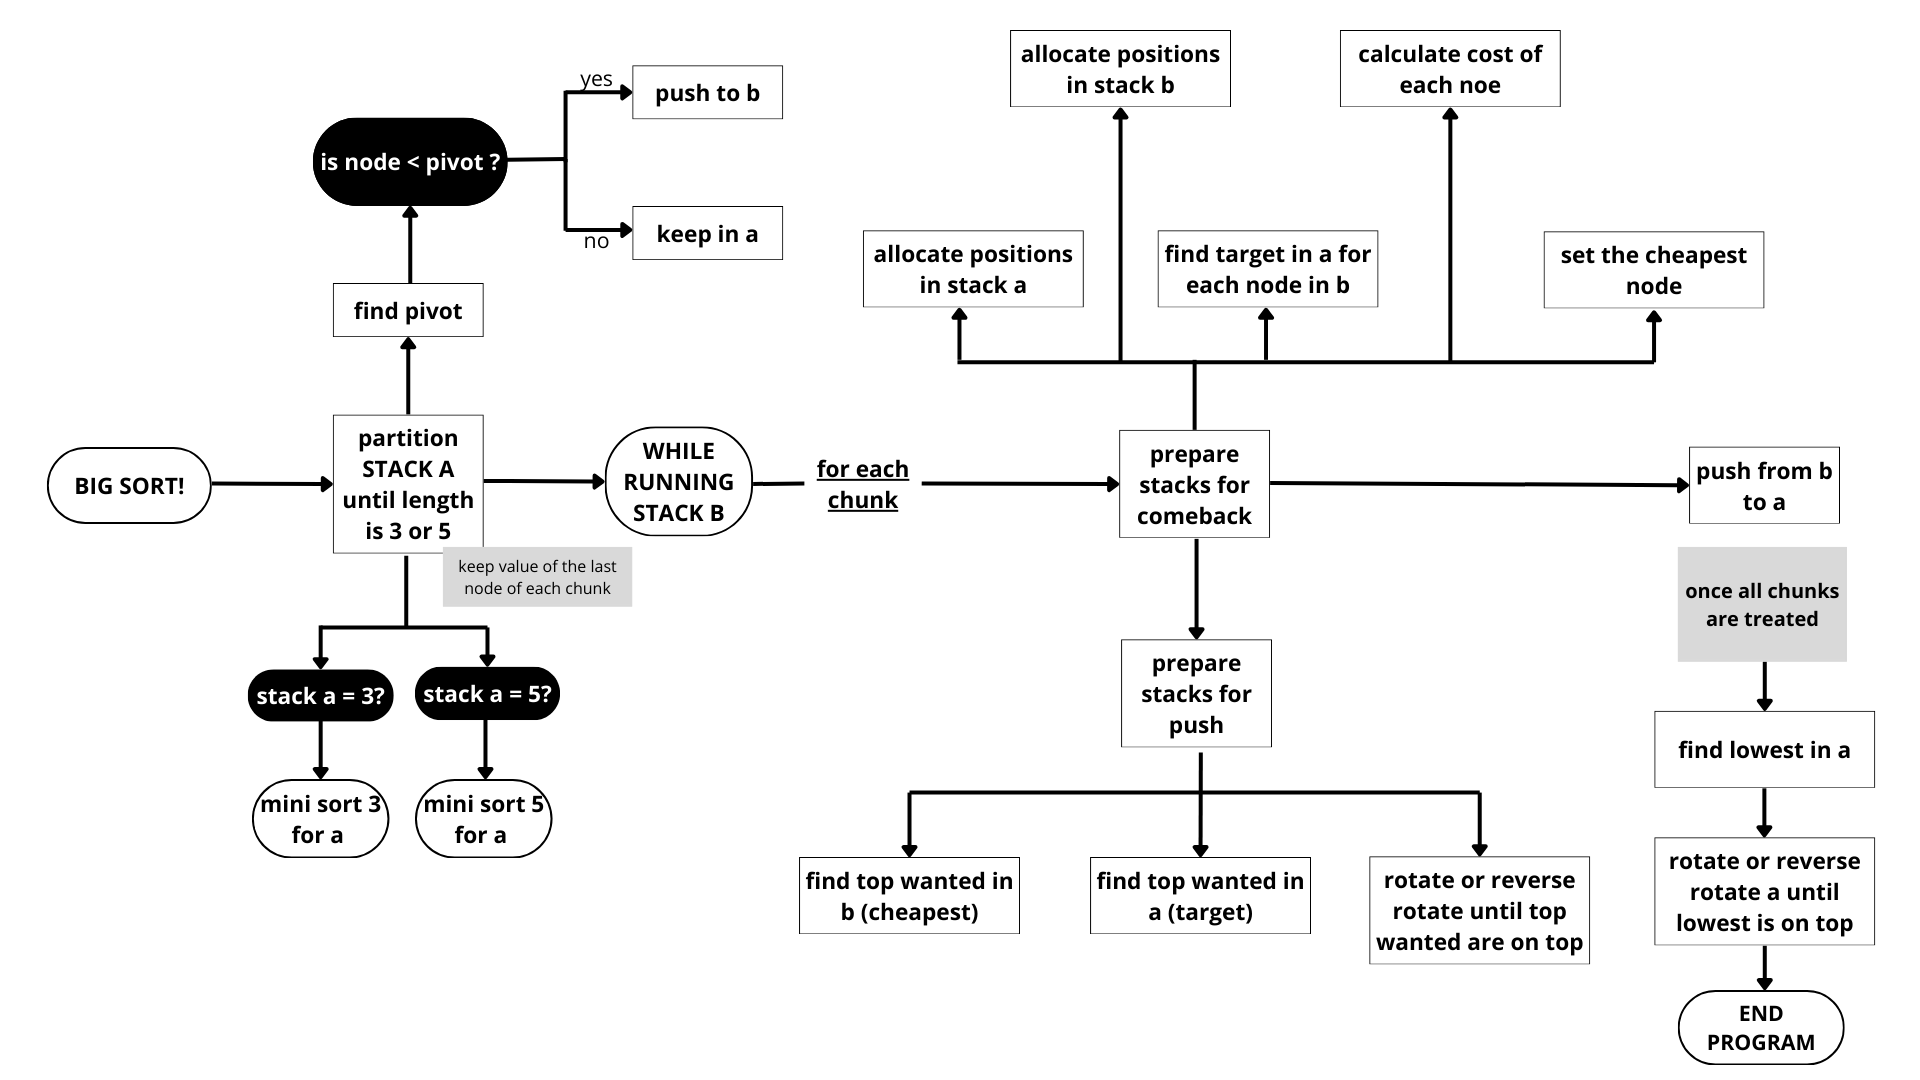 allocate positions
in stack b
calculate cost of
each noe
yes
push to b
is node < pivot ?
no
keep in a
allocate positions
in stack a
find target in a for
each node in b
set the cheapest
node
find pivot
BIG SORT!
partition
STACK A
until length
is 3 or 5
WHILE
RUNNING
STACK B
for each
chunk
prepare
stacks for
comeback
push from b
to a
keep value of the last
node of each chunk
once all chunks
are treated
stack a = 3?
stack a = 5?
prepare
stacks for
push
find lowest in a
mini sort 3
for a
mini sort 5
for a
find top wanted in
b (cheapest)
find top wanted in
a (target)
rotate or reverse
rotate until top
wanted are on top
rotate or reverse
rotate a until
lowest is on top
END
PROGRAM